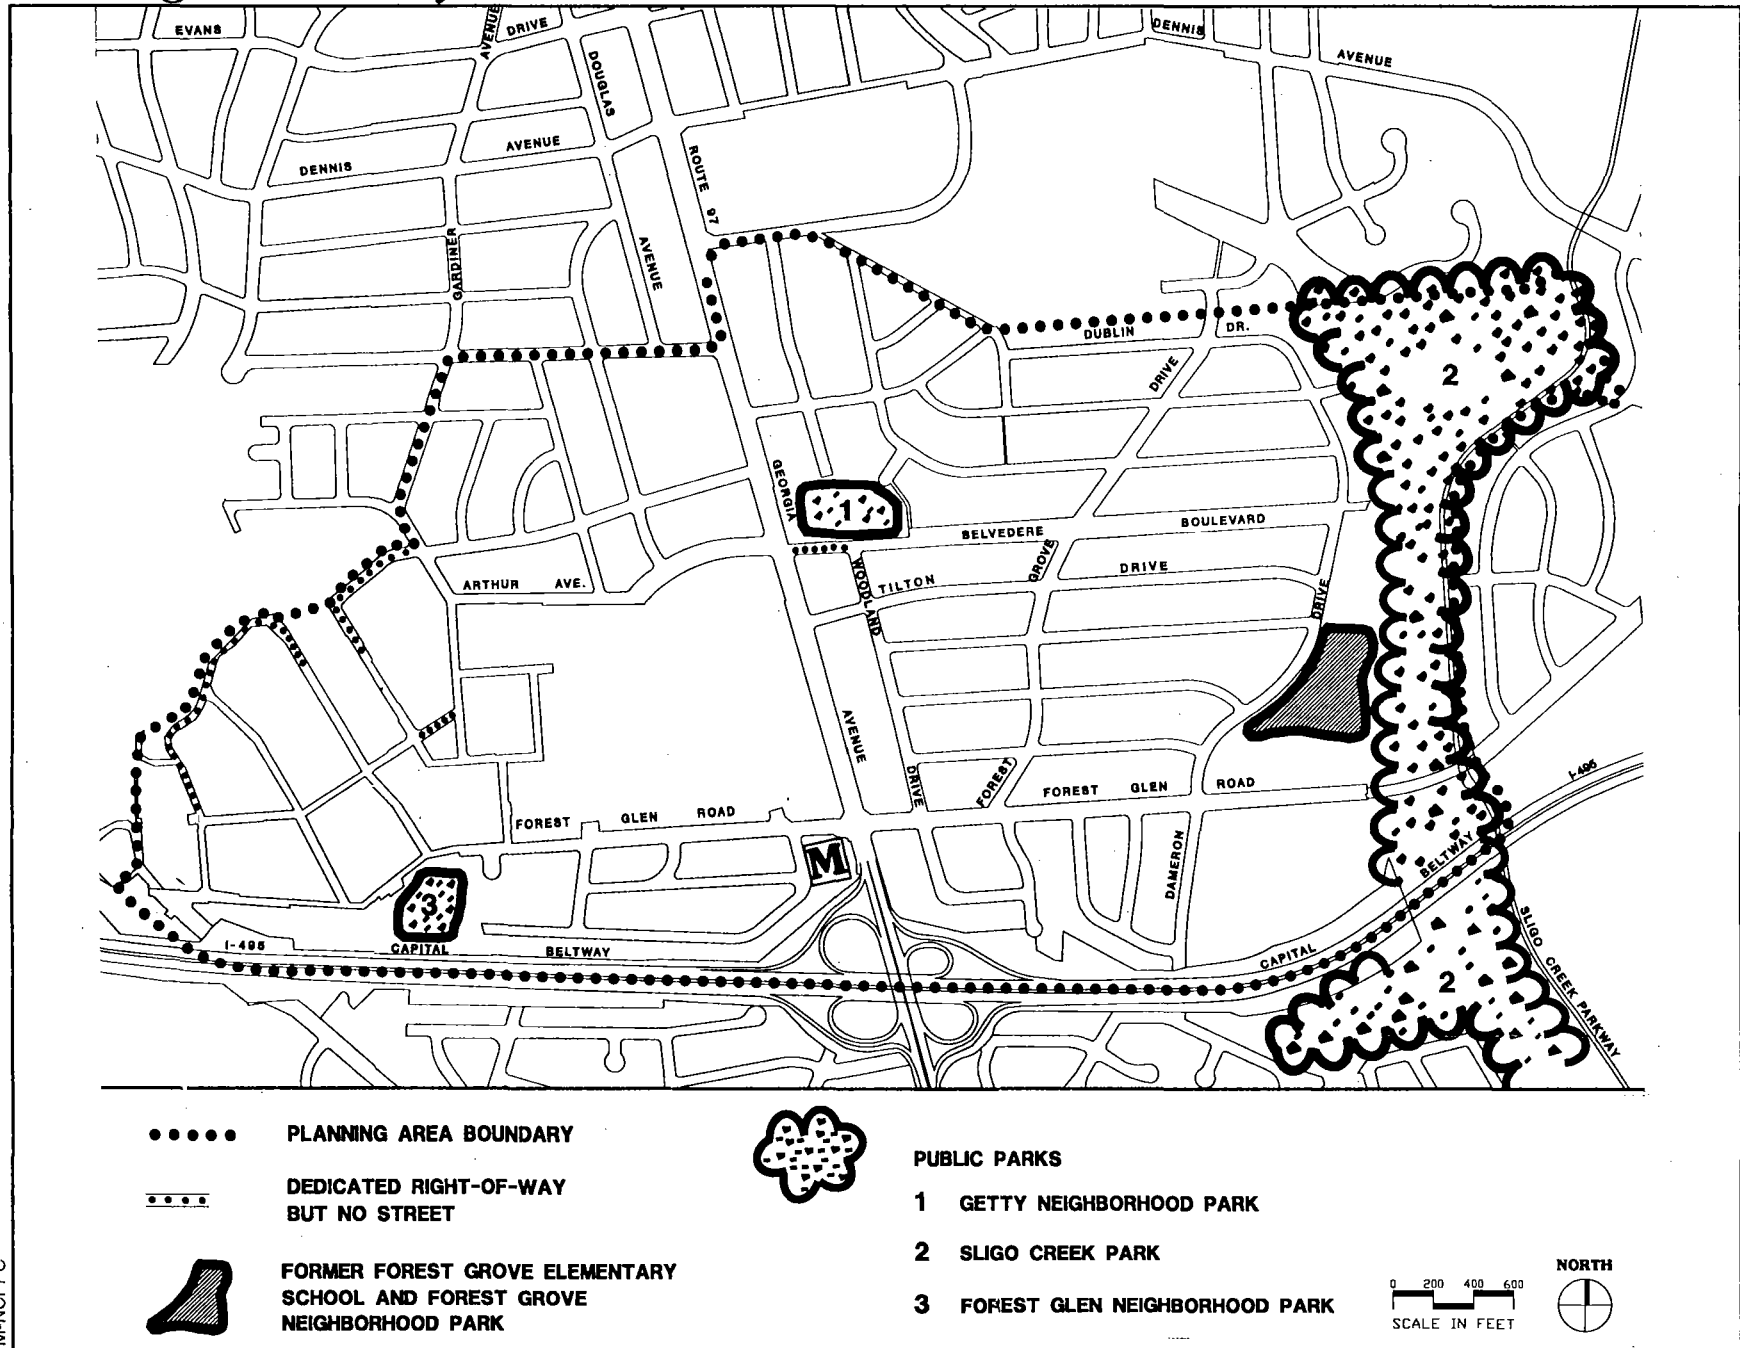 EVANS
AVENUE
DRIVE
DENNIS
AVENUE
DOUGLAS
AVENUE
DENNIS
ROUTE 97
GARDINER
AVENUE
DUBLIN DR.
DRIVE
2
GEORGIA
1
BELVEDERE BOULEVARD
ARTHUR AVE.
WOODLAND
TILTON
GROVE
DRIVE
DRIVE
AVENUE
DRIVE
FOREST
FOREST GLEN ROAD
I-495
FOREST GLEN ROAD
M
DAMERON
BELTWAY
3
I-495
CAPITAL
BELTWAY
CAPITAL
2
SLIGO CREEK PARKWAY
PLANNING AREA BOUNDARY
DEDICATED RIGHT-OF-WAY
BUT NO STREET
FORMER FOREST GROVE ELEMENTARY
SCHOOL AND FOREST GROVE
NEIGHBORHOOD PARK
PUBLIC PARKS
1 GETTY NEIGHBORHOOD PARK
2 SLIGO CREEK PARK
3 FOREST GLEN NEIGHBORHOOD PARK
0 200 400 600
SCALE IN FEET
NORTH